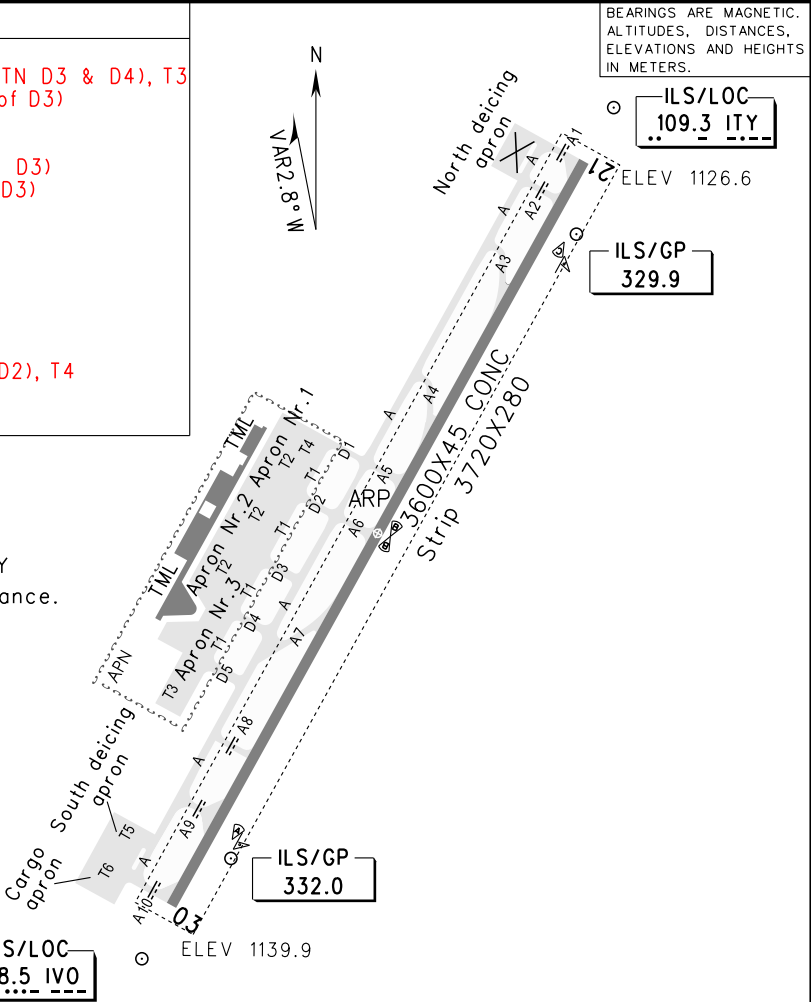 BEARINGS ARE MAGNETIC.
ALTITUDES, DISTANCES,
ELEVATIONS AND HEIGHTS
IN METERS.
TN D3 & D4), T3
of D3)
D3)
D3)
D2), T4
N
VAR2.8° W
ILS/LOC
109.3 ITY
North deicing
apron
A1
A
A2
A
21
ELEV 1126.6
A3
ILS/GP
329.9
A4
A
3600X45 CONC
Strip 3720X280
TML
Apron Nr.1
T2
T4
D1
T1
A5
D2
ARP
Apron Nr.2
T2
T1
A6
TML
T2
D3
Apron Nr.3
T1
A
D4
A7
T1
D5
APN
T3
Y
ance.
A8
A
South deicing
apron
T5
A9
Cargo
apron
T6
A
A10
ILS/GP
332.0
03
ELEV 1139.9
S/LOC
8.5 IVO